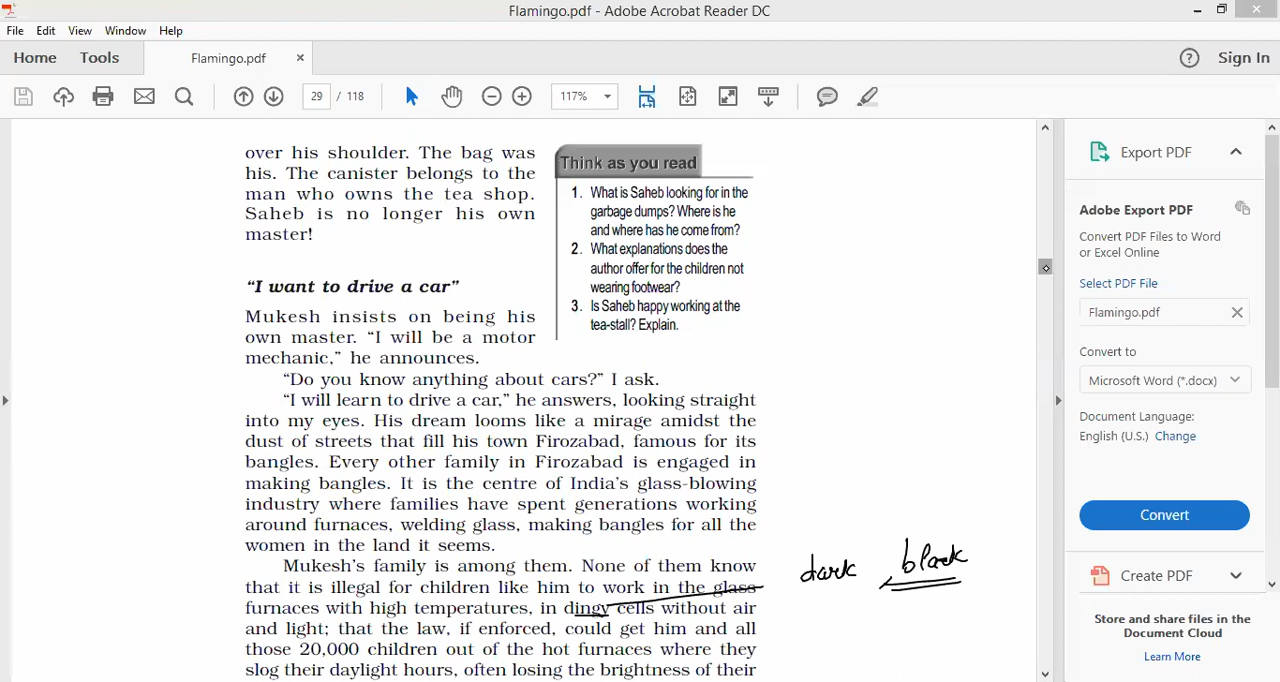 Flamingo.pdf - Adobe Acrobat Reader DC
File Edit View Window Help
Home Tools Flamingo.pdf × ? Sign In
29 / 118 117%
over his shoulder. The bag was
his. The canister belongs to the
man who owns the tea shop.
Saheb is no longer his own
master!
Think as you read
1. What is Saheb looking for in the
garbage dumps? Where is he
and where has he come from?
2. What explanations does the
author offer for the children not
wearing footwear?
3. Is Saheb happy working at the
tea-stall? Explain.
“I want to drive a car”
Mukesh insists on being his
own master. “I will be a motor
mechanic,” he announces.
“Do you know anything about cars?” I ask.
“I will learn to drive a car,” he answers, looking straight
into my eyes. His dream looms like a mirage amidst the
dust of streets that fill his town Firozabad, famous for its
bangles. Every other family in Firozabad is engaged in
making bangles. It is the centre of India’s glass-blowing
industry where families have spent generations working
around furnaces, welding glass, making bangles for all the
women in the land it seems.
Mukesh’s family is among them. None of them know
that it is illegal for children like him to work in the glass
furnaces with high temperatures, in dingy cells without air
and light; that the law, if enforced, could get him and all
those 20,000 children out of the hot furnaces where they
slog their daylight hours, often losing the brightness of their
dark black
Export PDF
Adobe Export PDF
Convert PDF Files to Word
or Excel Online
Select PDF File
Flamingo.pdf
Convert to
Microsoft Word (*.docx)
Document Language:
English (U.S.) Change
Convert
Create PDF
Store and share files in the
Document Cloud
Learn More